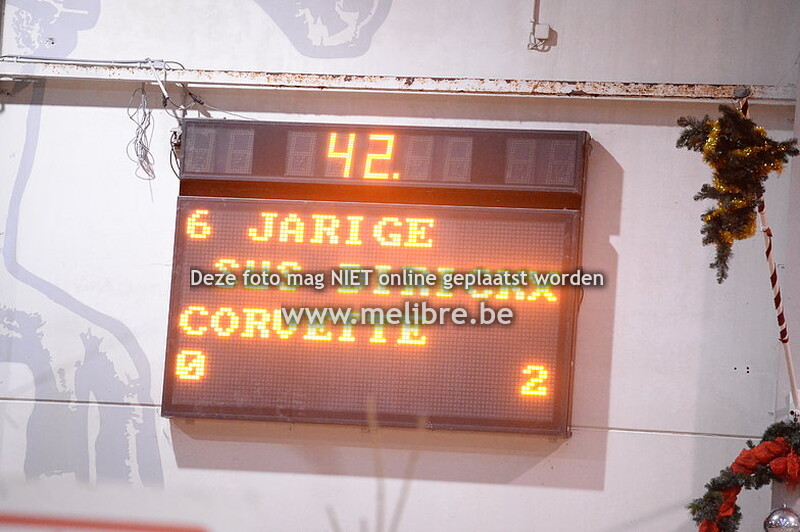 42.
6 JARIGE
Deze foto mag NIET online geplaatst worden
www.melibre.be
CORVETTE
0 2